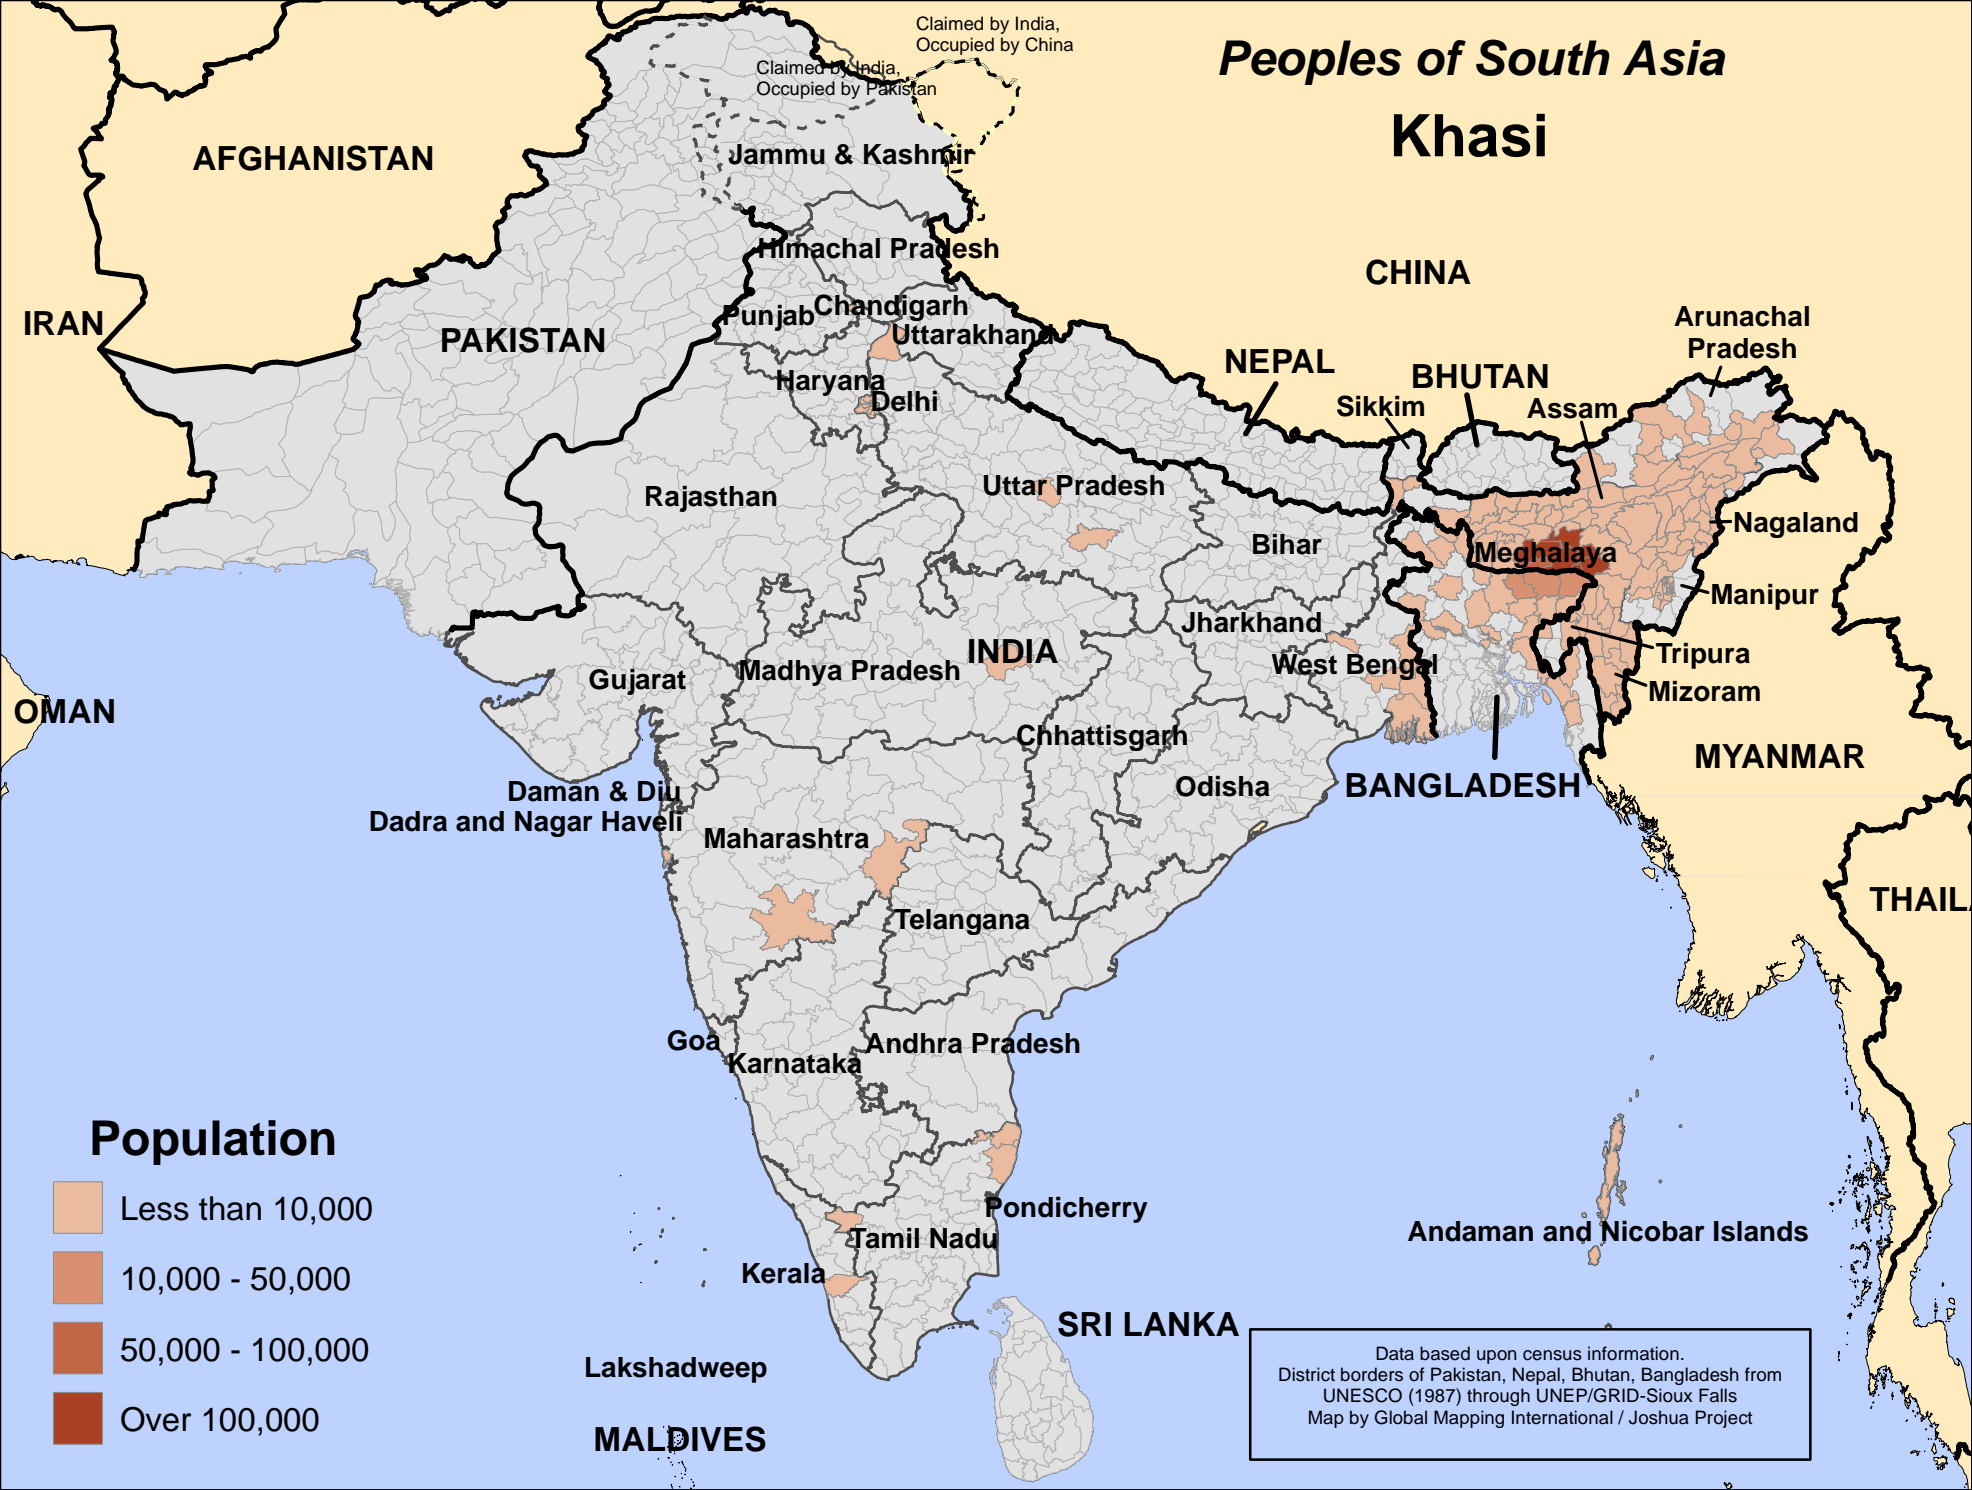 Claimed by India,
Occupied by China
Peoples of South Asia
Khasi
Claimed by India,
Occupied by Pakistan
AFGHANISTAN
Jammu & Kashmir
Himachal Pradesh
CHINA
IRAN
PAKISTAN
Punjab
Chandigarh
Uttarakhand
Arunachal
Pradesh
NEPAL
BHUTAN
Haryana
Delhi
Sikkim
Assam
Rajasthan
Uttar Pradesh
Bihar
Meghalaya
Nagaland
Manipur
Jharkhand
INDIA
West Bengal
Tripura
Mizoram
Gujarat
Madhya Pradesh
OMAN
Chhattisgarh
MYANMAR
Odisha
BANGLADESH
Daman & Diu
Dadra and Nagar Haveli
Maharashtra
Telangana
THAILA
Goa
Karnataka
Andhra Pradesh
Pondicherry
Tamil Nadu
Kerala
Andaman and Nicobar Islands
SRI LANKA
Lakshadweep
MALDIVES
Population
Less than 10,000
10,000 - 50,000
50,000 - 100,000
Over 100,000
Data based upon census information.
District borders of Pakistan, Nepal, Bhutan, Bangladesh from
UNESCO (1987) through UNEP/GRID-Sioux Falls
Map by Global Mapping International / Joshua Project